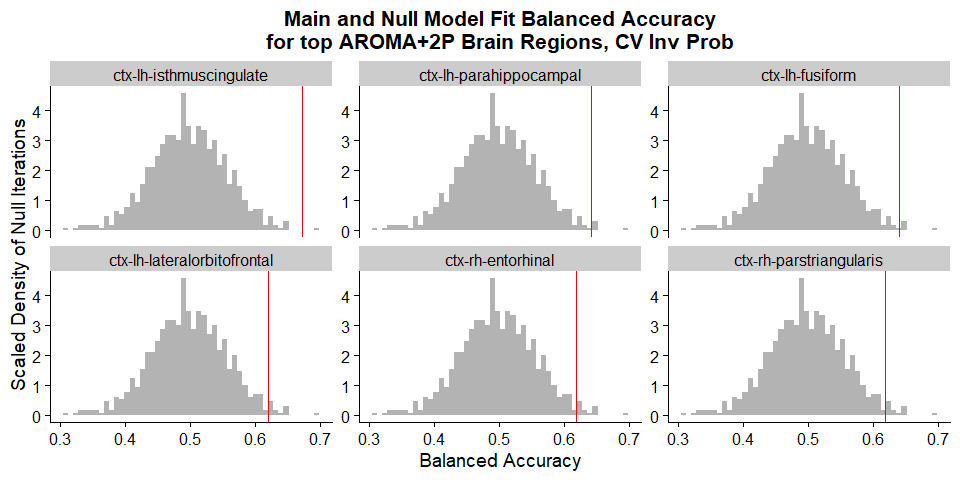 Main and Null Model Fit Balanced Accuracy
for top AROMA+2P Brain Regions, CV Inv Prob
Scaled Density of Null Iterations
ctx-lh-isthmuscingulate
ctx-lh-parahippocampal
ctx-lh-fusiform
4
3
2
1
0
4
3
2
1
0
4
3
2
1
0
ctx-lh-lateralorbitofrontal
ctx-rh-entorhinal
ctx-rh-parstriangularis
4
3
2
1
0
4
3
2
1
0
4
3
2
1
0
0.3 0.4 0.5 0.6 0.7
0.3 0.4 0.5 0.6 0.7
0.3 0.4 0.5 0.6 0.7
Balanced Accuracy